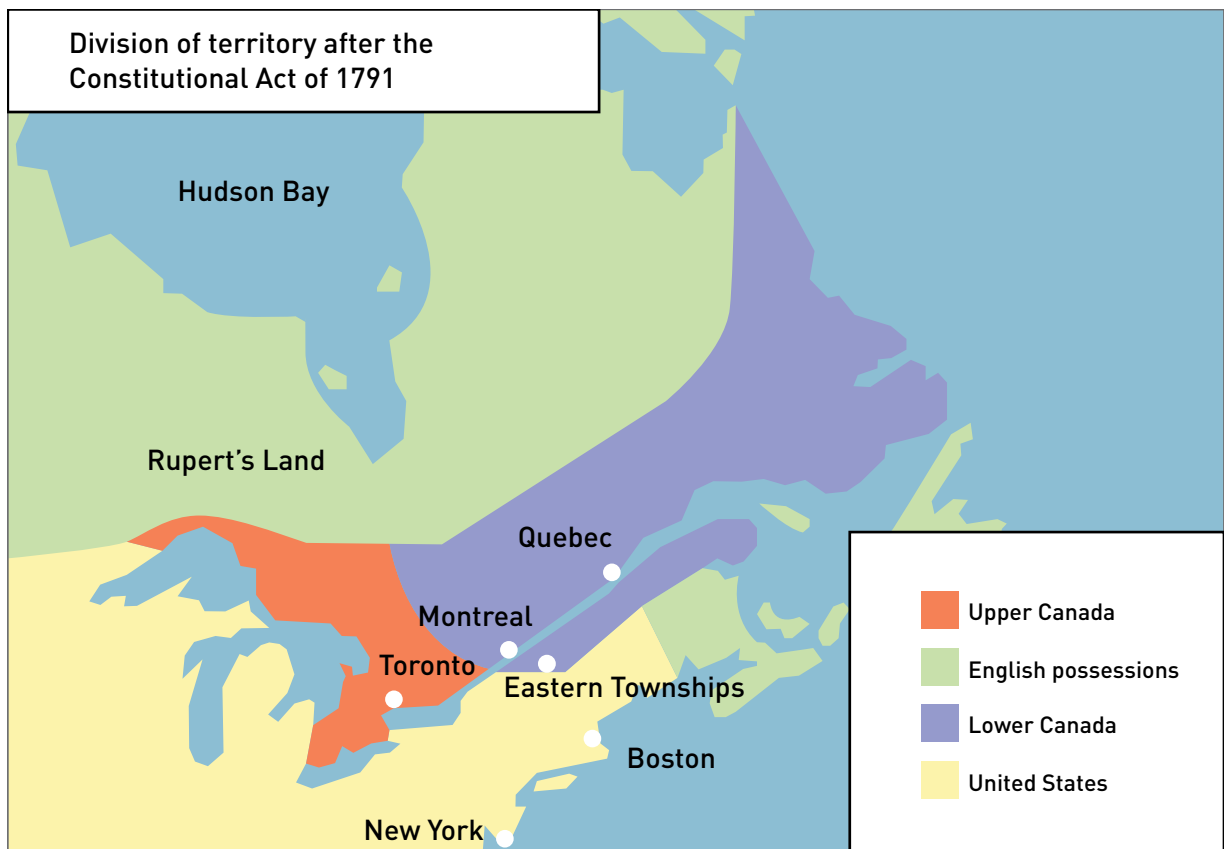 Division of territory after the
Constitutional Act of 1791
Hudson Bay
Rupert’s Land
Quebec
Montreal
Toronto
Eastern Townships
Boston
New York
Upper Canada
English possessions
Lower Canada
United States